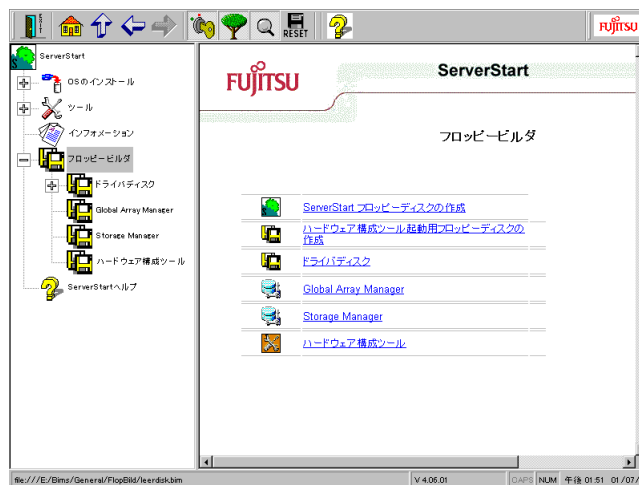 EXIT
RESET
FUJITSU
ServerStart
OSのインストール
ツール
インフォメーション
フロッピービルダ
ドライバディスク
Global Array Manager
Storage Manager
ハードウェア構成ツール
ServerStartヘルプ
FUJITSU
ServerStart
フロッピービルダ
ServerStart フロッピーディスクの作成
ハードウェア構成ツール起動用フロッピーディスクの
作成
ドライバディスク
Global Array Manager
Storage Manager
ハードウェア構成ツール
file:///E:/Bims/General/FlopBild/leerdisk.bim
V 4.06.01
CAPS
NUM
午後 01:51
01/07/